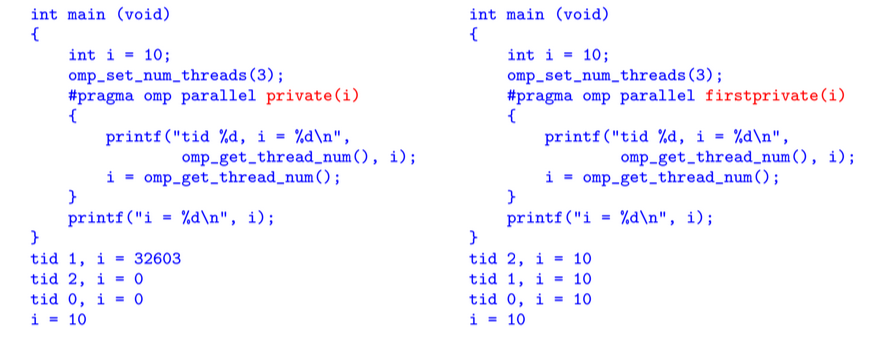 int main (void)
{
    int i = 10;
    omp_set_num_threads(3);
    #pragma omp parallel private(i)
    {
        printf("tid %d, i = %d\n",
                omp_get_thread_num(), i);
        i = omp_get_thread_num();
    }
    printf("i = %d\n", i);
}
tid 1, i = 32603
tid 2, i = 0
tid 0, i = 0
i = 10
int main (void)
{
    int i = 10;
    omp_set_num_threads(3);
    #pragma omp parallel firstprivate(i)
    {
        printf("tid %d, i = %d\n",
                omp_get_thread_num(), i);
        i = omp_get_thread_num();
    }
    printf("i = %d\n", i);
}
tid 2, i = 10
tid 1, i = 10
tid 0, i = 10
i = 10